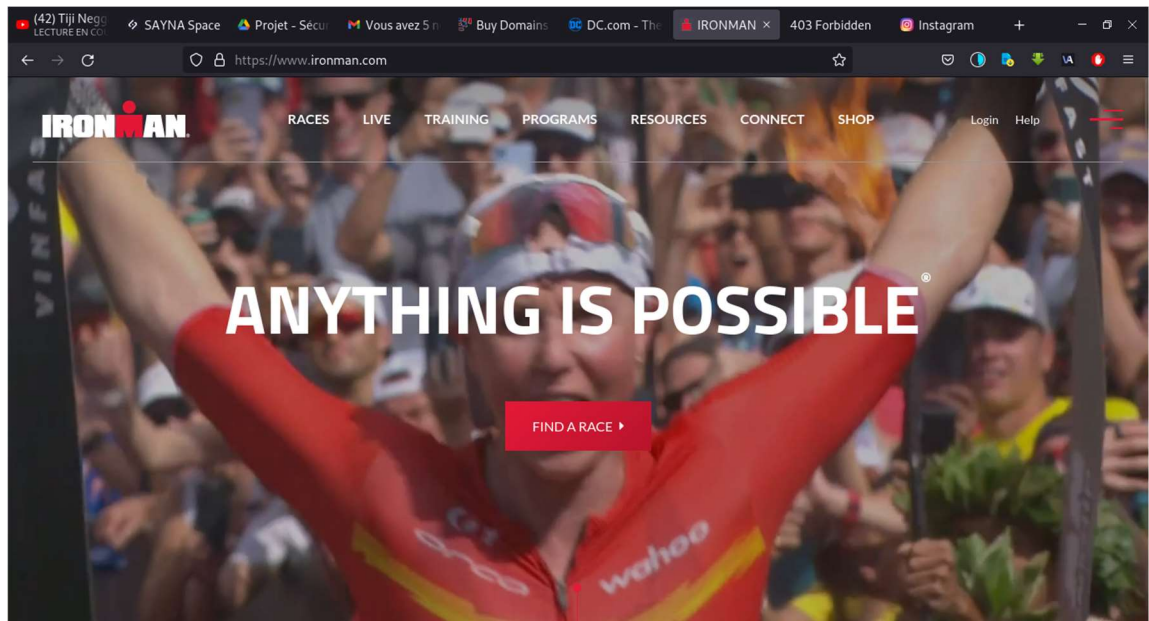 (42) Tiji Negg
LECTURE EN CO
SAYNA Space
Projet - Sécur
Vous avez 5 n
Buy Domains
DC.com - The
IRONMAN
403 Forbidden
Instagram
https://www.ironman.com
IRONMAN
RACES LIVE TRAINING PROGRAMS RESOURCES CONNECT SHOP Login Help
VINFAS
ANYTHING IS POSSIBLE®
FIND A RACE
orca
wahoo